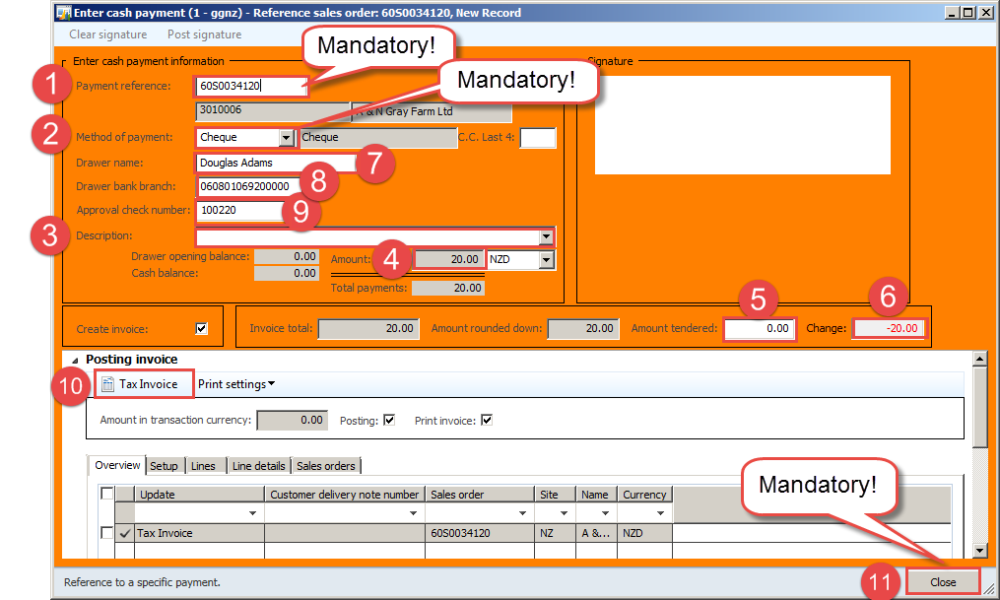 Enter cash payment (1 - ggnz) - Reference sales order: 60S0034120, New Record
Clear signature Post signature
Mandatory!
Enter cash payment information
Signature
1 Payment reference: 60S0034120
Mandatory!
3010006 A & N Gray Farm Ltd
2 Method of payment: Cheque Cheque C.C. Last 4:
Drawer name: Douglas Adams 7
Drawer bank branch: 060801069200000 8
Approval check number: 100220 9
3 Description:
Drawer opening balance: 0.00 Amount: 4 20.00 NZD
Cash balance: 0.00
Total payments: 20.00
5 6
Create invoice: Invoice total: 20.00 Amount rounded down: 20.00 Amount tendered: 0.00 Change: -20.00
Posting invoice
10 Tax Invoice Print settings
Amount in transaction currency: 0.00 Posting: Print invoice:
Overview Setup Lines Line details Sales orders
Mandatory!
Update Customer delivery note number Sales order Site Name Currency
Tax Invoice 60S0034120 NZ A &... NZD
Reference to a specific payment. 11 Close